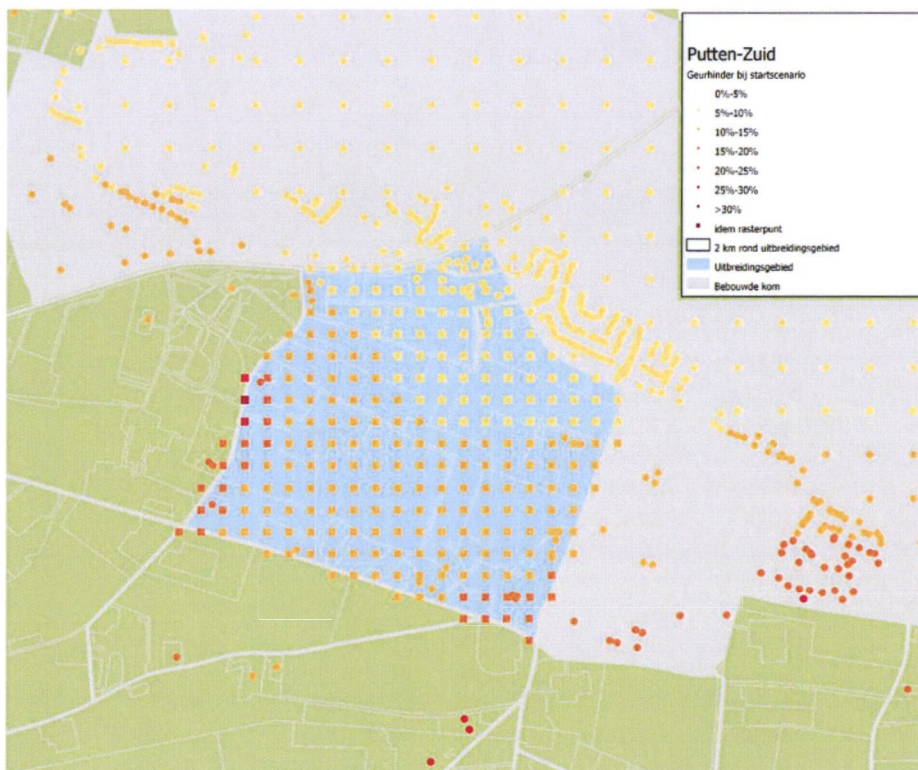 Putten-Zuid
Geurhinder bij startscenario
0%-5%
5%-10%
10%-15%
15%-20%
20%-25%
25%-30%
>30%
idem rasterpunt
2 km rond uitbreidingsgebied
Uitbreidingsgebied
Bebouwde kom